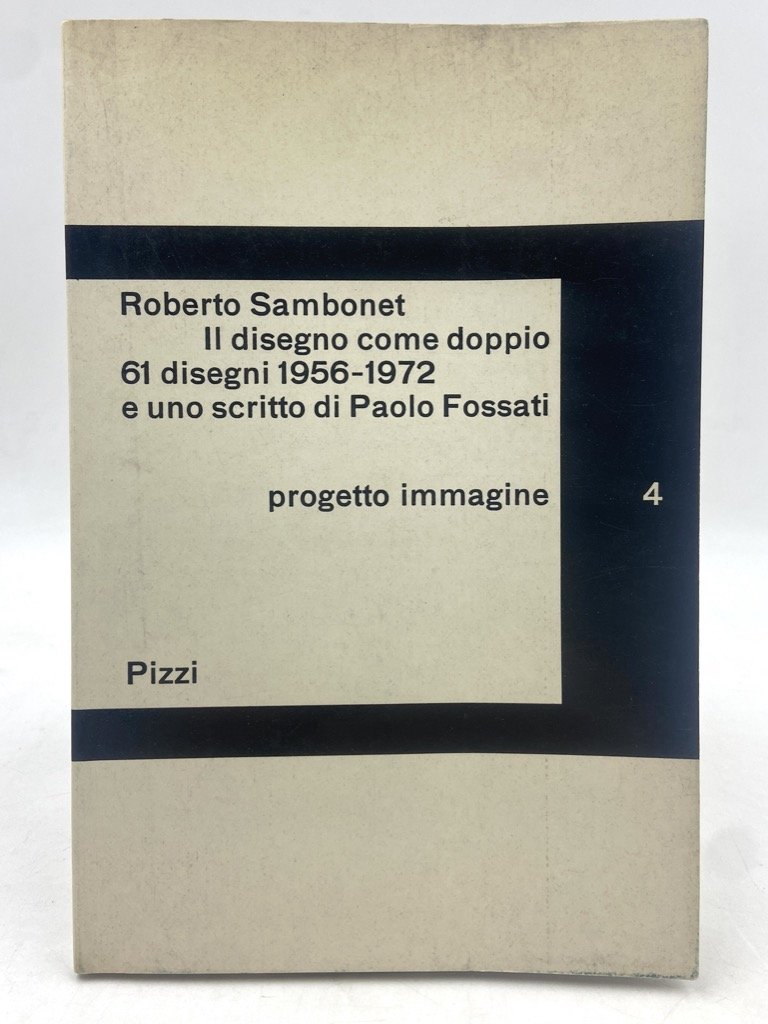 Roberto Sambonet
Il disegno come doppio
61 disegni 1956-1972
e uno scritto di Paolo Fossati
progetto immagine 4
Pizzi